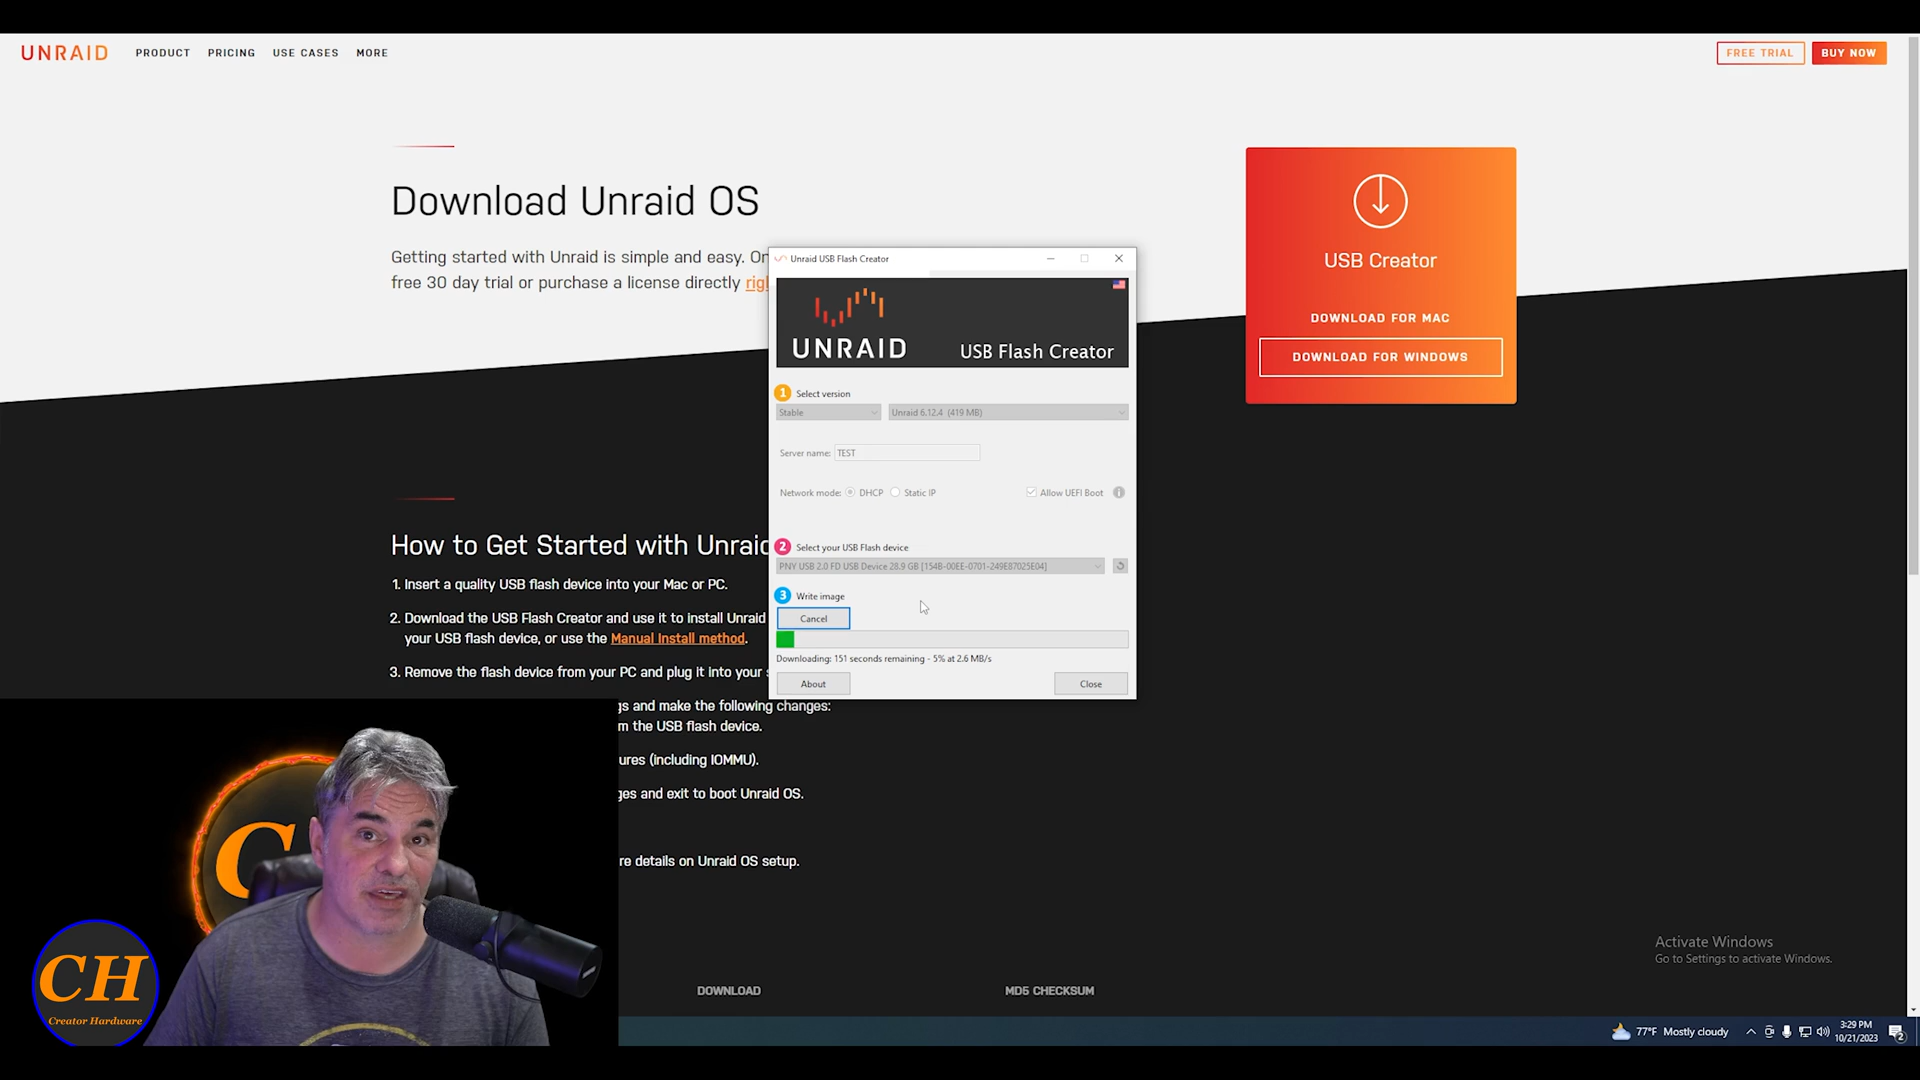 UNRAID
PRODUCT
PRICING
USE CASES
MORE
FREE TRIAL
BUY NOW
Download Unraid OS
Getting started with Unraid is simple and easy. On
free 30 day trial or purchase a license directly rig
USB Creator
DOWNLOAD FOR MAC
DOWNLOAD FOR WINDOWS
Unraid USB Flash Creator
UNRAID
USB Flash Creator
1 Select version
Stable
Unraid 6.12.4 (419 MB)
Server name: TEST
Network mode: DHCP Static IP
Allow UEFI Boot
2 Select your USB Flash device
PNY USB 2.0 FD USB Device 28.9 GB [154B-00EE-0701-249E87025E04]
3 Write image
Cancel
Downloading: 151 seconds remaining - 5% at 2.6 MB/s
About
Close
How to Get Started with Unraid
1. Insert a quality USB flash device into your Mac or PC.
2. Download the USB Flash Creator and use it to install Unraid
your USB flash device, or use the Manual Install method.
3. Remove the flash device from your PC and plug it into your s
gs and make the following changes:
m the USB flash device.
ures (including IOMMU).
ges and exit to boot Unraid OS.
re details on Unraid OS setup.
DOWNLOAD
MD5 CHECKSUM
C
CH
Creator Hardware
Activate Windows
Go to Settings to activate Windows.
77°F Mostly cloudy
3:29 PM
10/21/2023
2